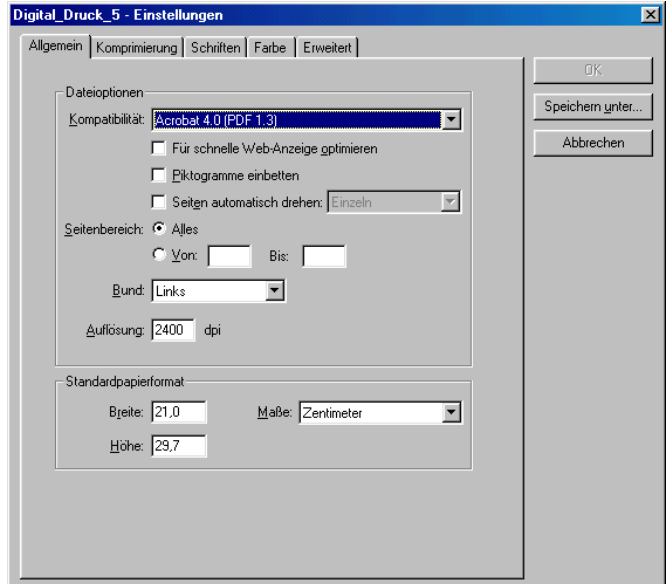 Digital_Druck_5 - Einstellungen
Allgemein Komprimierung Schriften Farbe Erweitert
OK
Speichern unter...
Abbrechen
Dateioptionen
Kompatibilität: Acrobat 4.0 (PDF 1.3)
Für schnelle Web-Anzeige optimieren
Piktogramme einbetten
Seiten automatisch drehen: Einzeln
Seitenbereich: Alles
Von: Bis:
Bund: Links
Auflösung: 2400 dpi
Standardpapierformat
Breite: 21,0 Maße: Zentimeter
Höhe: 29,7